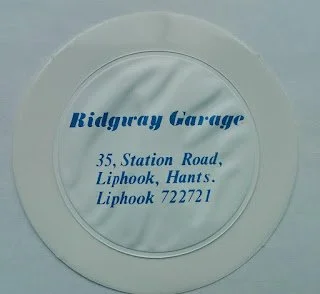 Ridgway Garage
35, Station Road,
Liphook, Hants.
Liphook 722721